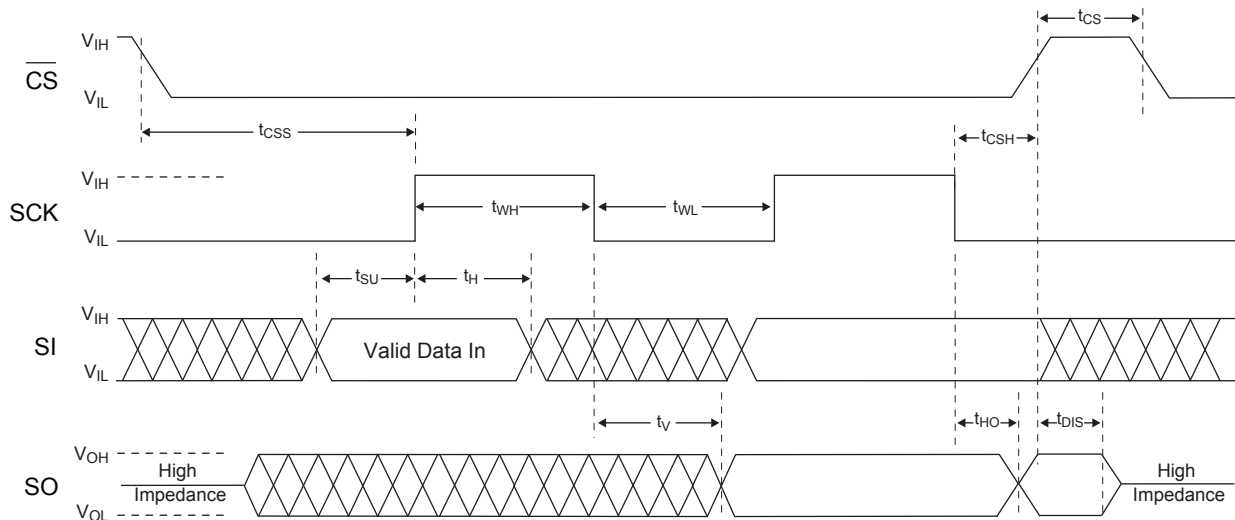 tCS
VIH
CS
VIL
tCSS
tCSH
VIH
SCK
tWH
tWL
VIL
tSU
tH
VIH
SI
Valid Data In
VIL
tV
tHO
tDIS
VOH
High
Impedance
SO
High
Impedance
VOL